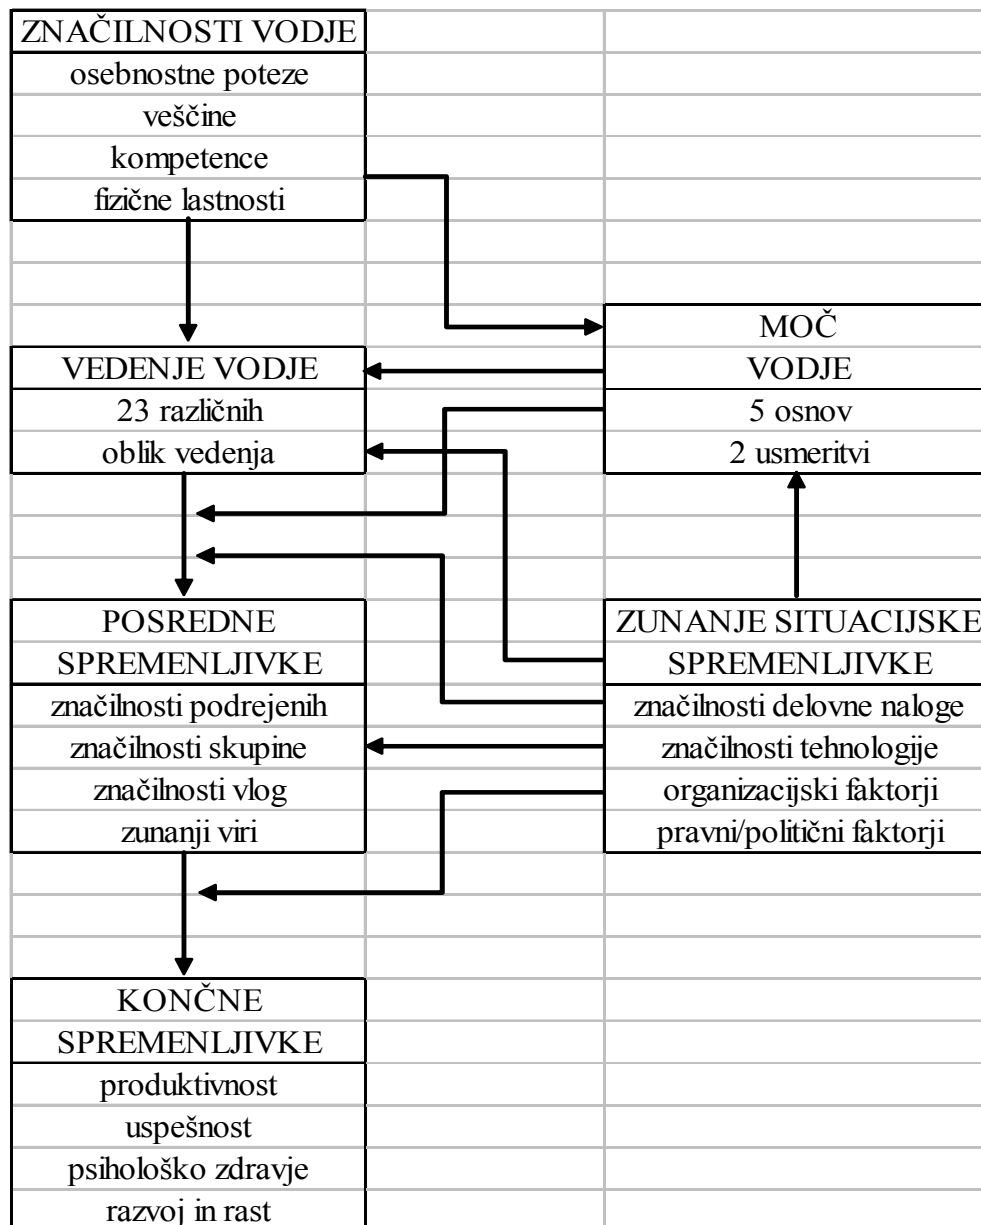 ZNAČILNOSTI VODJE
osebnostne poteze
veščine
kompetence
fizične lastnosti
MOČ
VODJE
5 osnov
2 usmeritvi
VEDENJE VODJE
23 različnih
oblik vedenja
POSREDNE
SPREMENLJIVKE
značilnosti podrejenih
značilnosti skupine
značilnosti vlog
zunanji viri
ZUNANJE SITUACIJSKE
SPREMENLJIVKE
značilnosti delovne naloge
značilnosti tehnologije
organizacijski faktorji
pravni/politični faktorji
KONČNE
SPREMENLJIVKE
produktivnost
uspešnost
psihološko zdravje
razvoj in rast